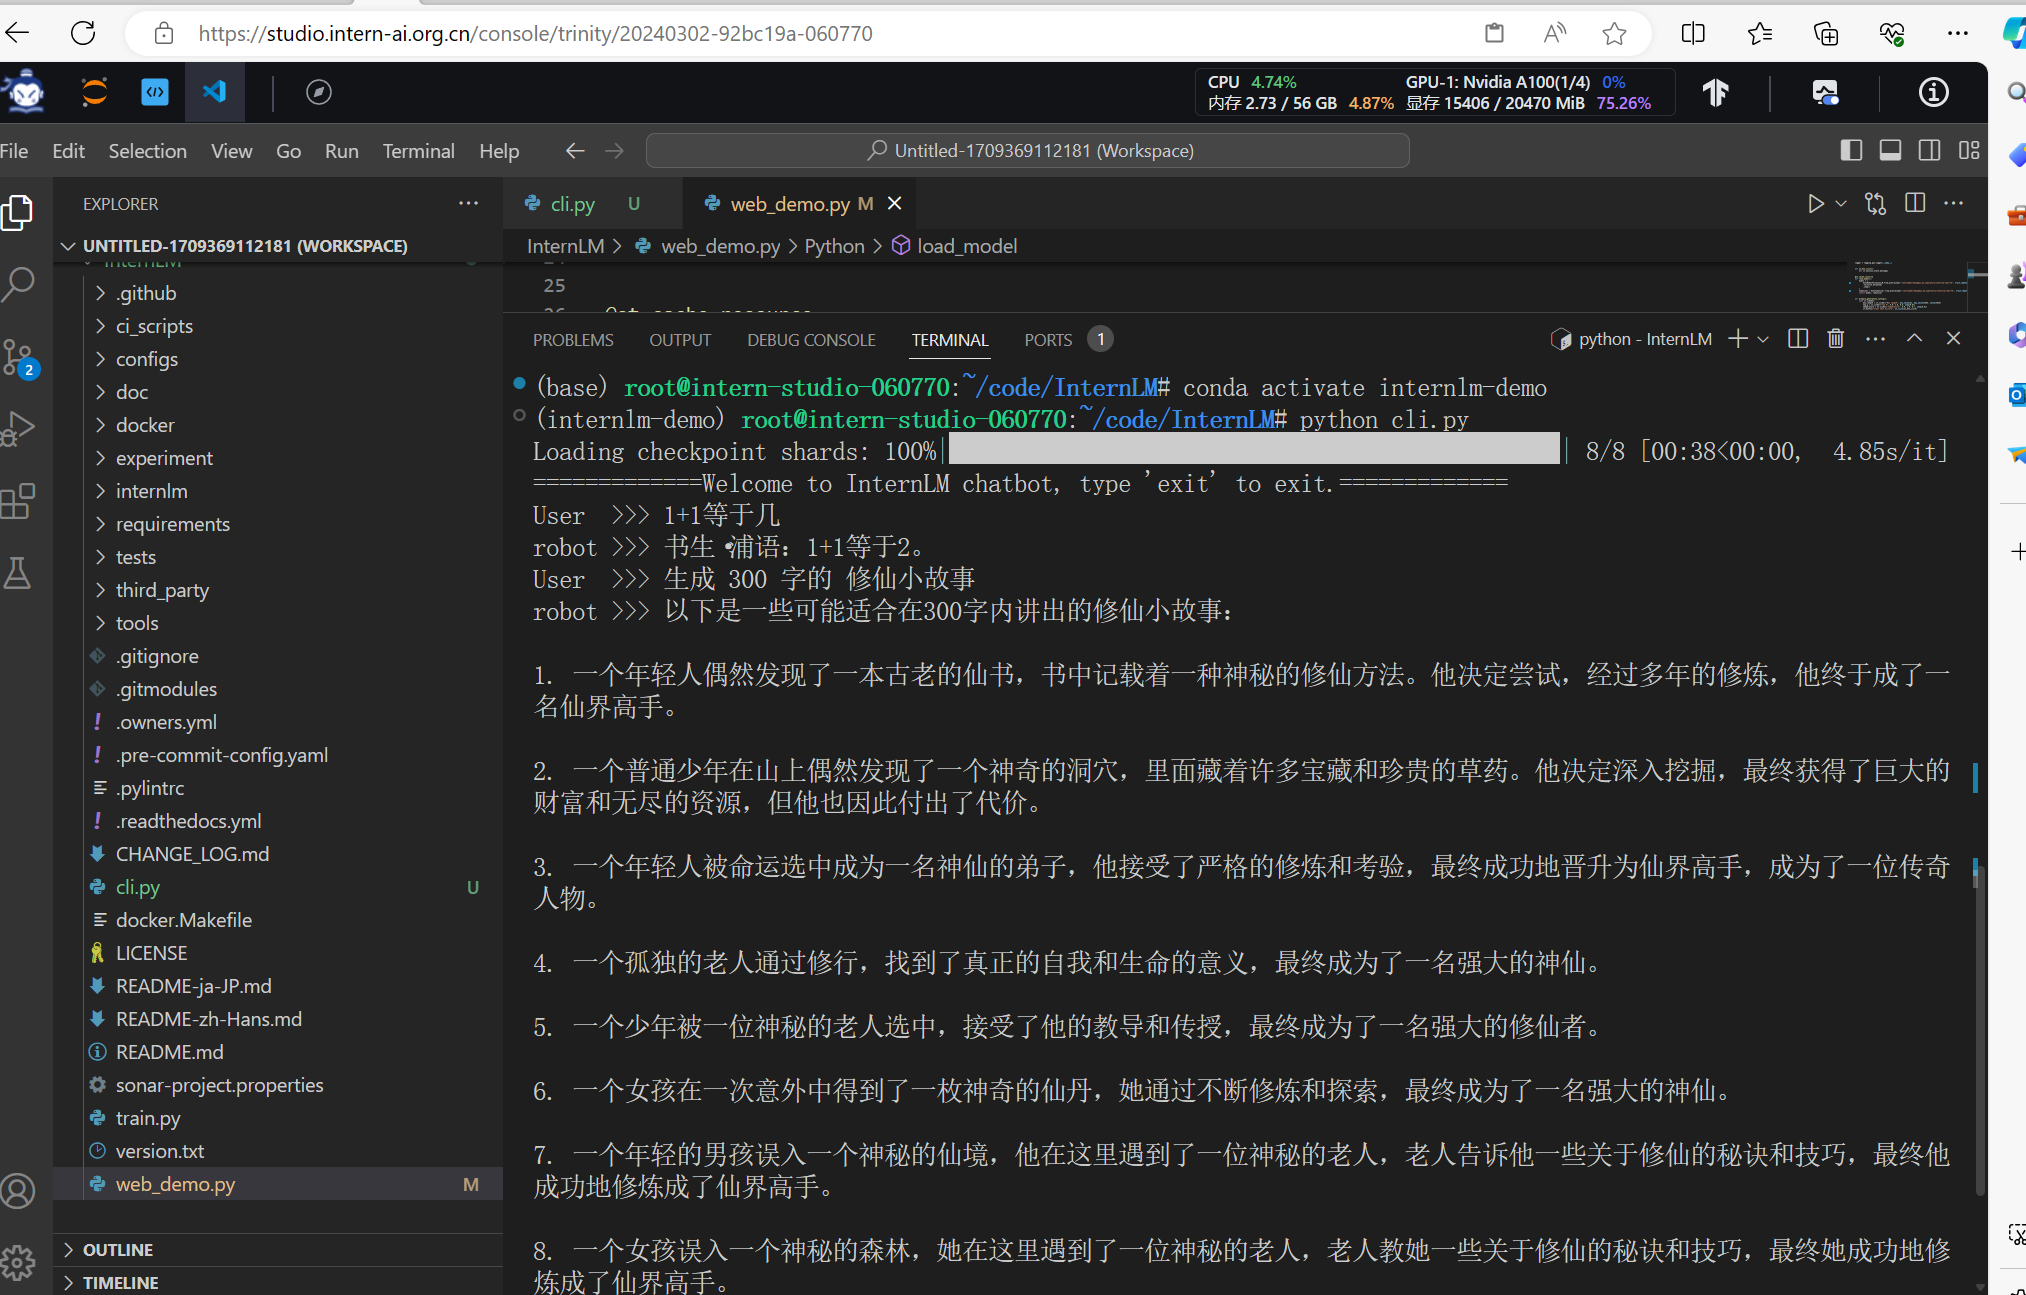 https://studio.intern-ai.org.cn/console/trinity/20240302-92bc19a-060770
CPU 4.74% GPU-1: Nvidia A100(1/4) 0%
内存 2.73 / 56 GB 4.87% 显存 15406 / 20470 MiB 75.26%
File Edit Selection View Go Run Terminal Help
Untitled-1709369112181 (Workspace)
EXPLORER
cli.py U
web_demo.py M
UNTITLED-1709369112181 (WORKSPACE)
InternLM > web_demo.py > Python > load_model
InternLM
25
.github
ci_scripts
configs
doc
docker
experiment
internlm
requirements
tests
third_party
tools
.gitignore
.gitmodules
.owners.yml
.pre-commit-config.yaml
.pylintrc
.readthedocs.yml
CHANGE_LOG.md
cli.py U
docker.Makefile
LICENSE
README-ja-JP.md
README-zh-Hans.md
README.md
sonar-project.properties
train.py
version.txt
web_demo.py M
OUTLINE
TIMELINE
2
PROBLEMS OUTPUT DEBUG CONSOLE TERMINAL PORTS 1
python - InternLM
(base) root@intern-studio-060770:~/code/InternLM# conda activate internlm-demo
(internlm-demo) root@intern-studio-060770:~/code/InternLM# python cli.py
Loading checkpoint shards: 100%| | 8/8 [00:38<00:00, 4.85s/it]
=============Welcome to InternLM chatbot, type 'exit' to exit.=============
User >>> 1+1等于几
robot >>> 书生·浦语：1+1等于2。
User >>> 生成 300 字的 修仙小故事
robot >>> 以下是一些可能适合在300字内讲出的修仙小故事：
1. 一个年轻人偶然发现了一本古老的仙书，书中记载着一种神秘的修仙方法。他决定尝试，经过多年的修炼，他终于成了一
名仙界高手。
2. 一个普通少年在山上偶然发现了一个神奇的洞穴，里面藏着许多宝藏和珍贵的草药。他决定深入挖掘，最终获得了巨大的
财富和无尽的资源，但他也因此付出了代价。
3. 一个年轻人被命运选中成为一名神仙的弟子，他接受了严格的修炼和考验，最终成功地晋升为仙界高手，成为了一位传奇
人物。
4. 一个孤独的老人通过修行，找到了真正的自我和生命的意义，最终成为了一名强大的神仙。
5. 一个少年被一位神秘的老人选中，接受了他的教导和传授，最终成为了一名强大的修仙者。
6. 一个女孩在一次意外中得到了一枚神奇的仙丹，她通过不断修炼和探索，最终成为了一名强大的神仙。
7. 一个年轻的男孩误入一个神秘的仙境，他在这里遇到了一位神秘的老人，老人告诉他一些关于修仙的秘诀和技巧，最终他
成功地修炼成了仙界高手。
8. 一个女孩误入一个神秘的森林，她在这里遇到了一位神秘的老人，老人教她一些关于修仙的秘诀和技巧，最终她成功地修
炼成了仙界高手。